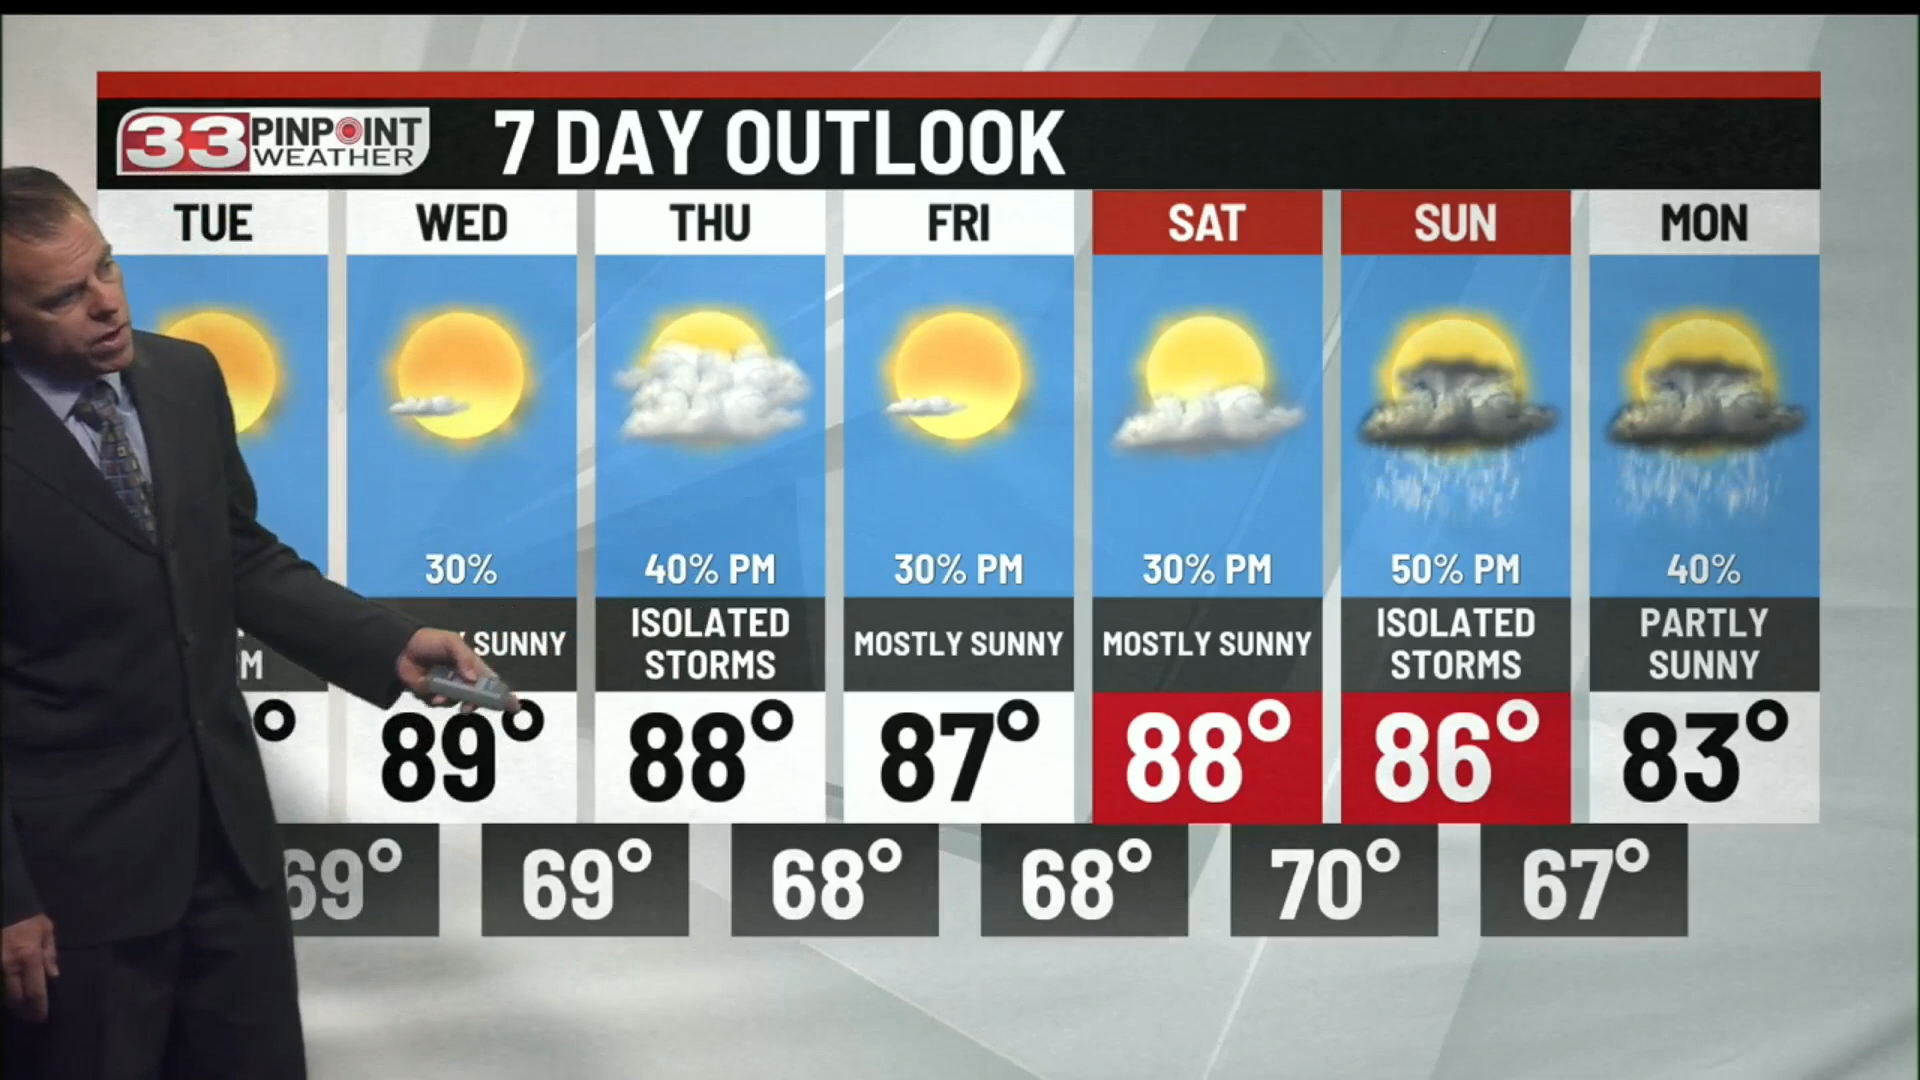 33 PINPOINT
WEATHER
7 DAY OUTLOOK
TUE WED THU FRI SAT SUN MON
30% 40% PM 30% PM 30% PM 50% PM 40%
SUNNY
ISOLATED
STORMS
MOSTLY SUNNY
MOSTLY SUNNY
ISOLATED
STORMS
PARTLY
SUNNY
° 89° 88° 87° 88° 86° 83°
69° 69° 68° 68° 70° 67°